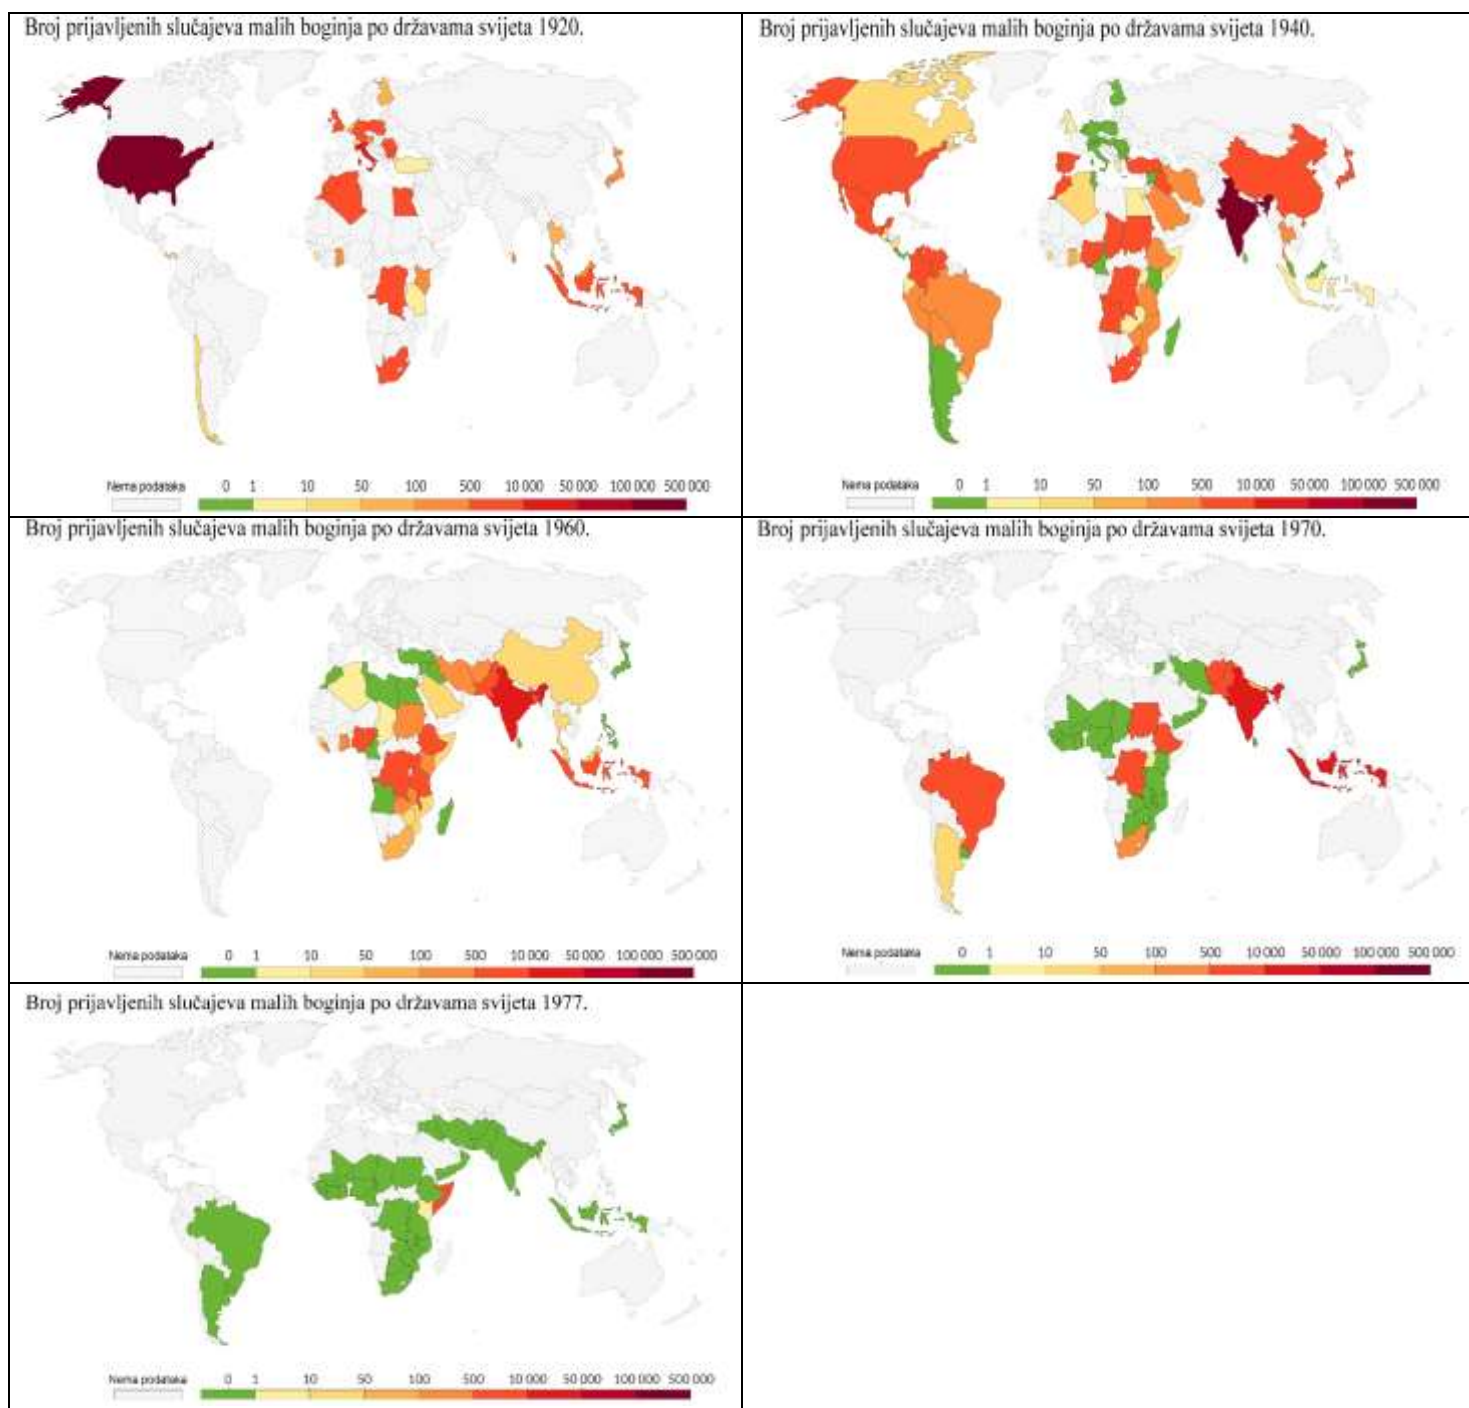 Broj prijavljenih slučajeva malih boginja po državama svijeta 1920.
Nema podataka 0 1 10 50 100 500 10 000 50 000 100 000 500 000
Broj prijavljenih slučajeva malih boginja po državama svijeta 1940.
Nema podataka 0 1 10 50 100 500 10 000 50 000 100 000 500 000
Broj prijavljenih slučajeva malih boginja po državama svijeta 1960.
Nema podataka 0 1 10 50 100 500 10 000 50 000 100 000 500 000
Broj prijavljenih slučajeva malih boginja po državama svijeta 1970.
Nema podataka 0 1 10 50 100 500 10 000 50 000 100 000 500 000
Broj prijavljenih slučajeva malih boginja po državama svijeta 1977.
Nema podataka 0 1 10 50 100 500 10 000 50 000 100 000 500 000